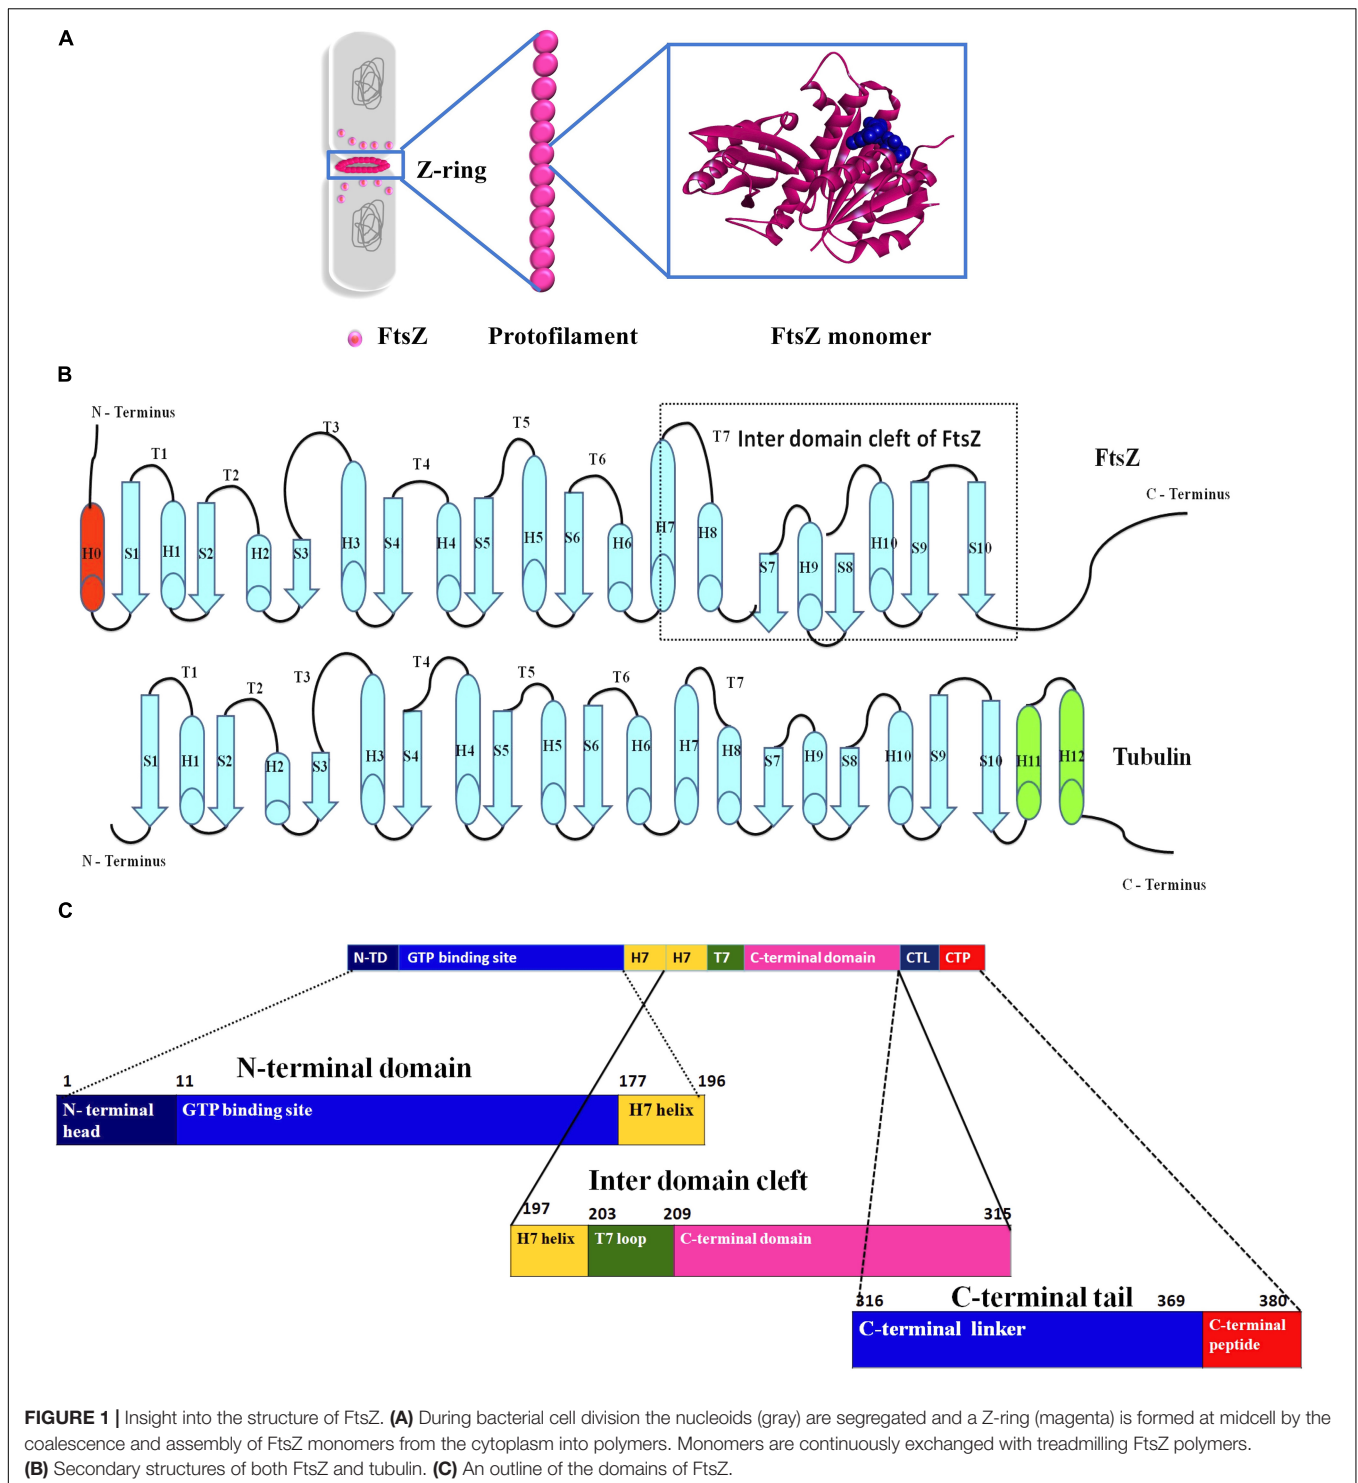 A
Z-ring
FtsZ
Protofilament
FtsZ monomer
B
N - Terminus
T1
T2
T3
T4
T5
T6
T7
Inter domain cleft of FtsZ
FtsZ
C - Terminus
H0
S1
H1
S2
H2
S3
H3
S4
H4
S5
H5
S6
H6
H7
H8
S7
H9
S8
H10
S9
S10
T1
T2
T3
T4
T5
T6
T7
S1
H1
S2
H2
S3
H3
S4
H4
S5
H5
S6
H6
H7
H8
S7
H9
S8
H10
S9
S10
H11
H12
Tubulin
N - Terminus
C - Terminus
C
N-TD
GTP binding site
H7
H7
T7
C-terminal domain
CTL
CTP
N-terminal domain
1
11
177
196
N- terminal
head
GTP binding site
H7 helix
Inter domain cleft
197
203
209
315
H7 helix
T7 loop
C-terminal domain
C-terminal tail
316
369
380
C-terminal linker
C-terminal
peptide
FIGURE 1 | Insight into the structure of FtsZ. (A) During bacterial cell division the nucleoids (gray) are segregated and a Z-ring (magenta) is formed at midcell by the
coalescence and assembly of FtsZ monomers from the cytoplasm into polymers. Monomers are continuously exchanged with treadmilling FtsZ polymers.
(B) Secondary structures of both FtsZ and tubulin. (C) An outline of the domains of FtsZ.